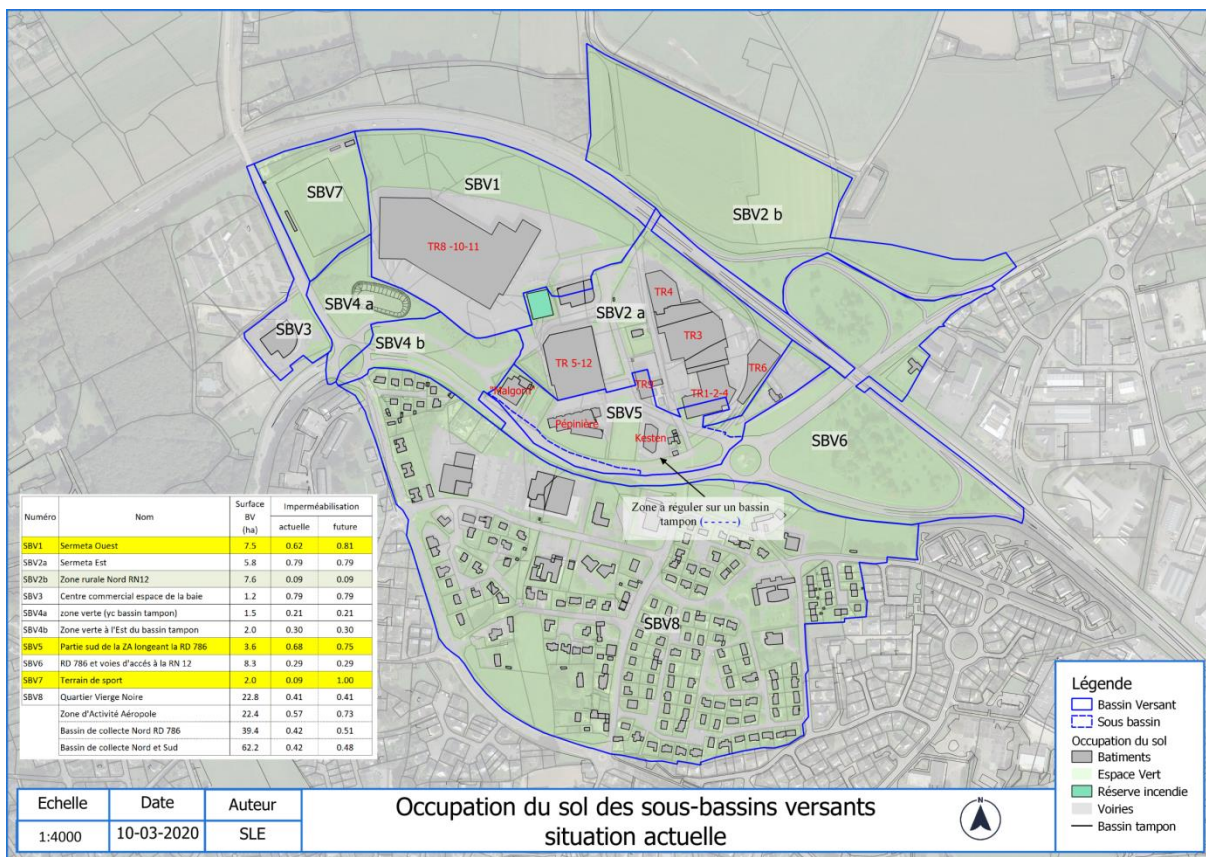 SBV7
SBV1
SBV2 b
TR8 -10-11
SBV4 a
TR4
SBV2 a
SBV3
SBV4 b
TR3
TR 5-12
TR6
"Malgorn"
TR9
TR1-2-4
SBV5
Pépinière
Kesten
SBV6
Zone à réguler sur un bassin
tampon (-----)
SBV8
Numéro Nom Surface BV (ha) Imperméabilisation
actuelle future
SBV1 Sermeta Ouest 7.5 0.62 0.81
SBV2a Sermeta Est 5.8 0.79 0.79
SBV2b Zone rurale Nord RN12 7.6 0.09 0.09
SBV3 Centre commercial espace de la baie 1.2 0.79 0.79
SBV4a zone verte (yc bassin tampon) 1.5 0.21 0.21
SBV4b Zone verte à l'Est du bassin tampon 2.0 0.30 0.30
SBV5 Partie sud de la ZA longeant la RD 786 3.6 0.68 0.75
SBV6 RD 786 et voies d'accés à la RN 12 8.3 0.29 0.29
SBV7 Terrain de sport 2.0 0.09 1.00
SBV8 Quartier Vierge Noire 22.8 0.41 0.41
Zone d'Activité Aéropole 22.4 0.57 0.73
Bassin de collecte Nord RD 786 39.4 0.42 0.51
Bassin de collecte Nord et Sud 62.2 0.42 0.48
Légende
Bassin Versant
Sous bassin
Occupation du sol
Batiments
Espace Vert
Réserve incendie
Voiries
Bassin tampon
Echelle Date Auteur
1:4000 10-03-2020 SLE
Occupation du sol des sous-bassins versants
situation actuelle
N